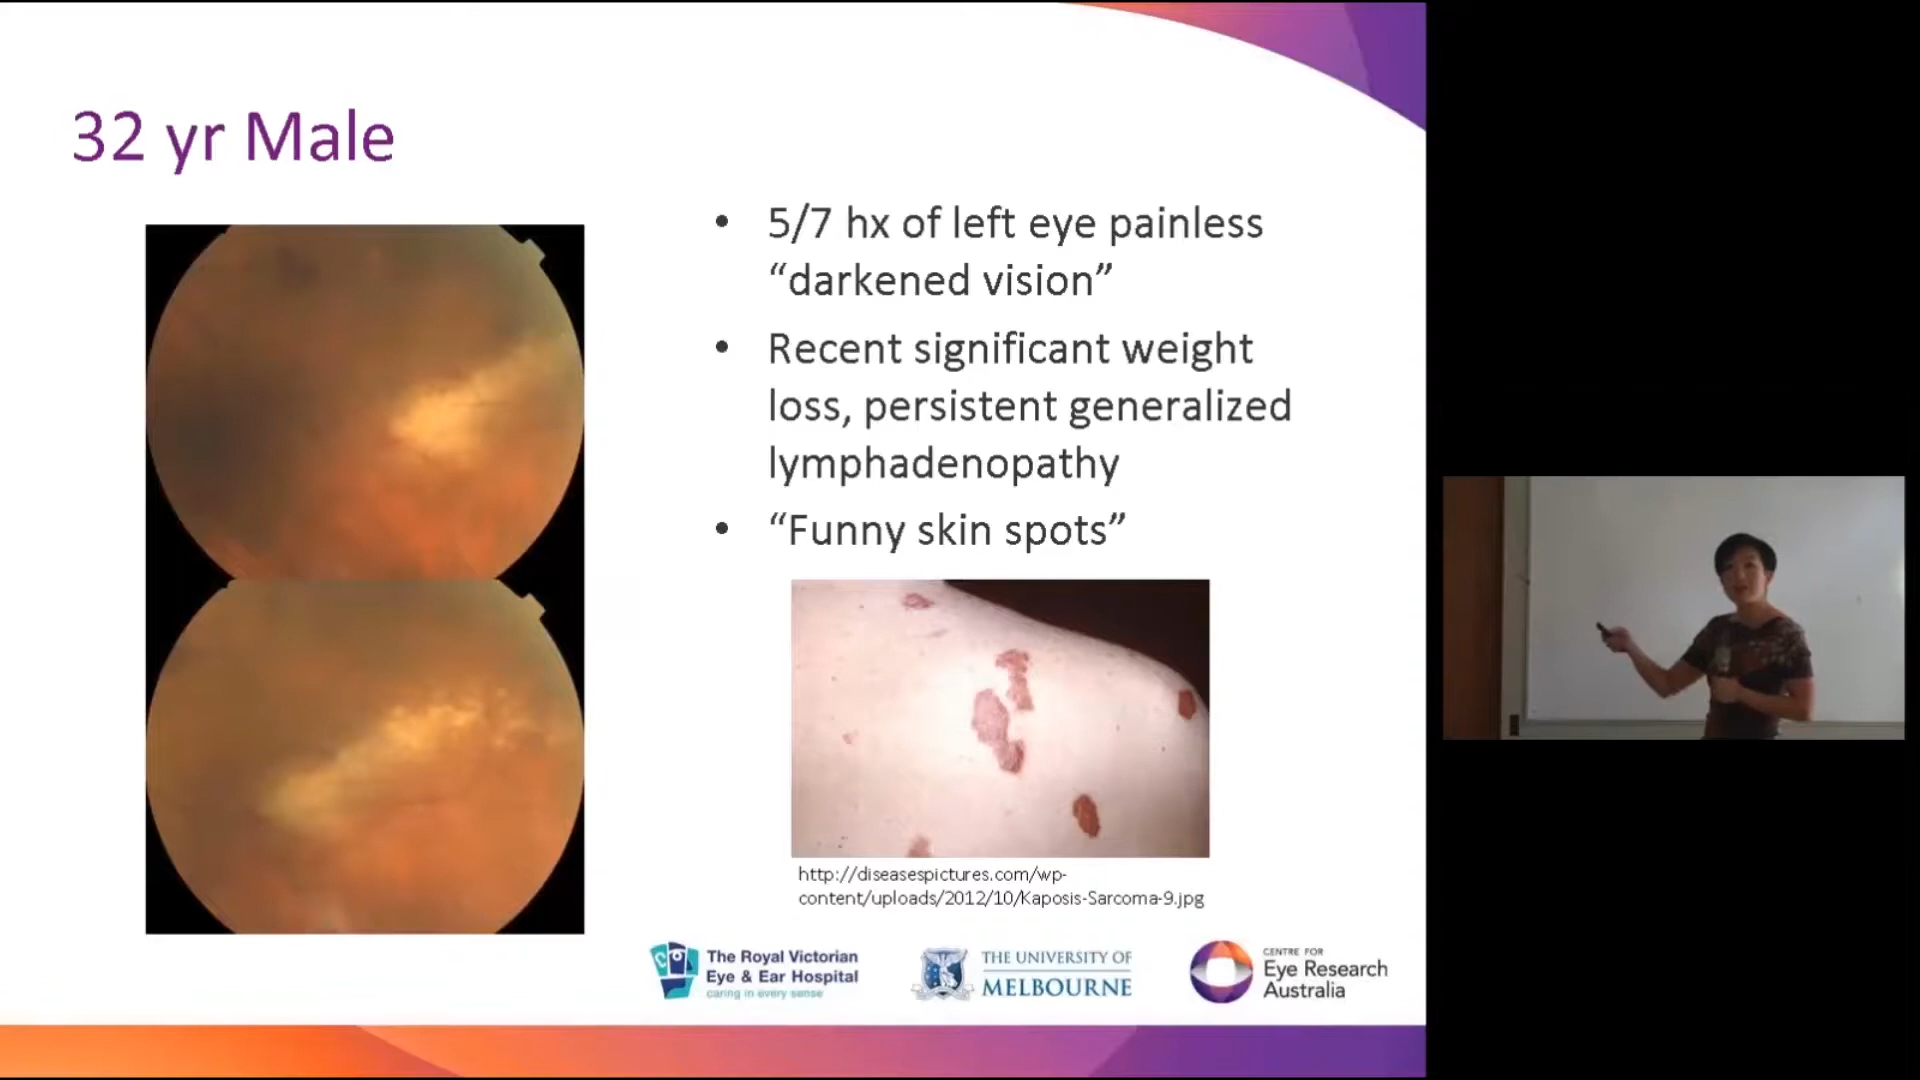 32 yr Male
• 5/7 hx of left eye painless
“darkened vision”
• Recent significant weight
loss, persistent generalized
lymphadenopathy
• “Funny skin spots”
http://diseasespictures.com/wp-
content/uploads/2012/10/Kaposis-Sarcoma-9.jpg
The Royal Victorian
Eye & Ear Hospital
caring in every sense
THE UNIVERSITY OF
MELBOURNE
CENTRE FOR
Eye Research
Australia